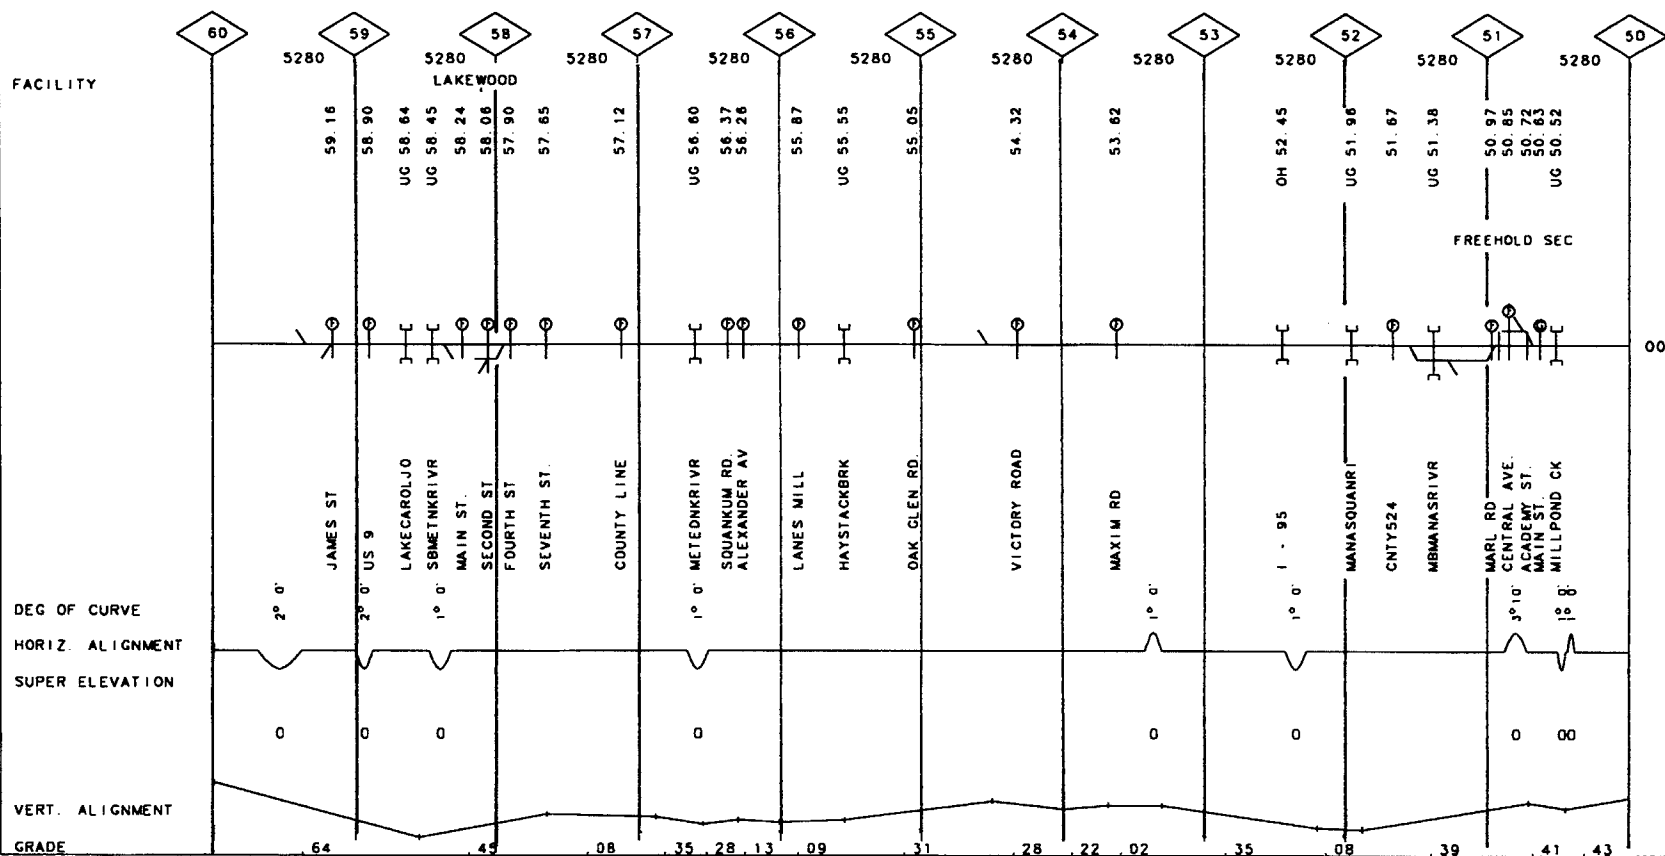 60 59 58 57 56 55 54 53 52 51 50
5280 5280 5280 5280 5280 5280 5280 5280 5280 5280
FACILITY
LAKEWOOD
59.16
58.90
UG 58.64
UG 58.45
58.24
58.06
57.90
57.65
57.12
UG 56.60
56.37
56.26
55.87
UG 55.55
55.05
54.32
53.62
OH 52.45
UG 51.96
51.67
UG 51.38
50.97
50.85
50.72
50.63
UG 50.52
FREEHOLD SEC
00
JAMES ST
US 9
LAKECAROLJO
SBMETNKRIVR
MAIN ST.
SECOND ST
FOURTH ST
SEVENTH ST.
COUNTY LINE
METEDNKRIVR
SQUANKUM RD.
ALEXANDER AV
LANES MILL
HAYSTACKBRK
OAK GLEN RD.
VICTORY ROAD
MAXIM RD
I - 95
MANASQUANRI
CNTY524
MBMANASRIVR
MARL RD
CENTRAL AVE.
ACADEMY ST.
MAIN ST.
MILLPOND CK
DEG OF CURVE
2° 0' 2° 0' 1° 0' 1° 0' 1° 0' 1° 0' 3°10' 1° 0' 1° 0'
HORIZ. ALIGNMENT
SUPER ELEVATION
0 0 0 0 0 0 0 0 0
VERT. ALIGNMENT
GRADE .64 .45 .08 .35 .28 .13 .09 .31 .28 .22 .02 .35 .08 .39 .41 .43